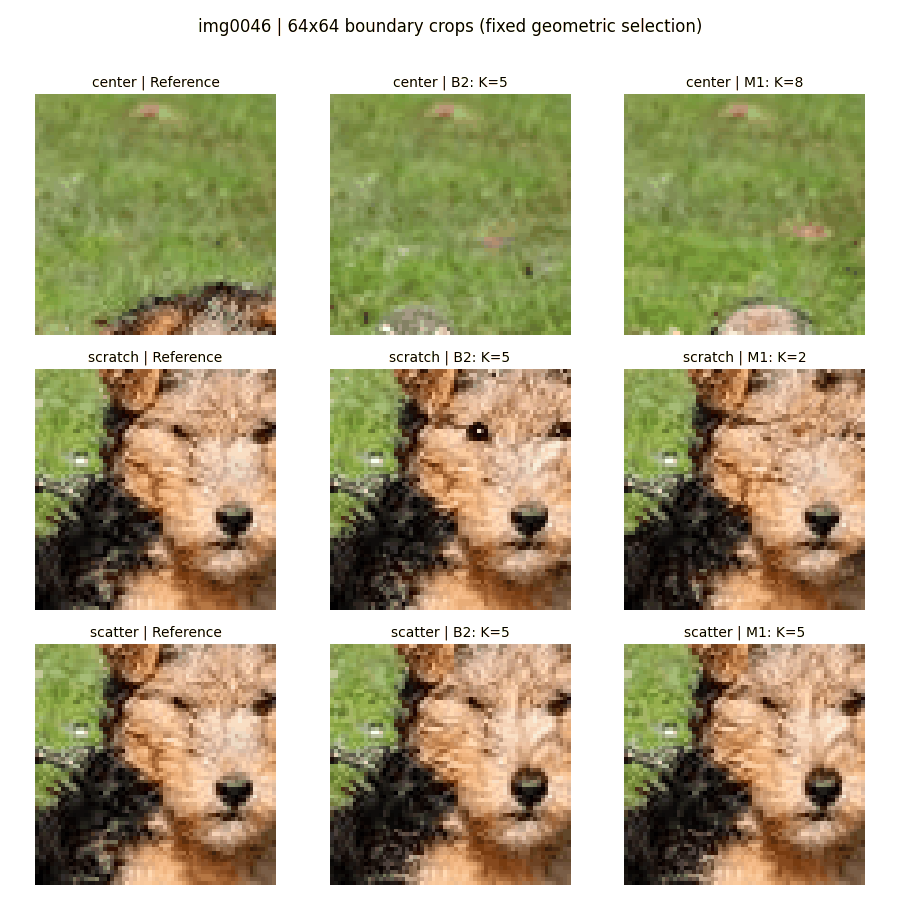 img0046 | 64x64 boundary crops (fixed geometric selection)
center | Reference
center | B2: K=5
center | M1: K=8
scratch | Reference
scratch | B2: K=5
scratch | M1: K=2
scatter | Reference
scatter | B2: K=5
scatter | M1: K=5